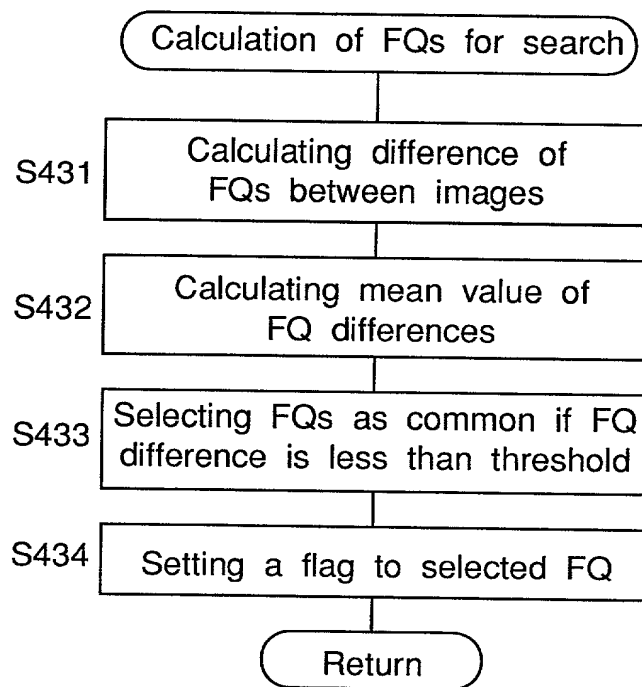 Calculation of FQs for search
S431
Calculating difference of
FQs between images
S432
Calculating mean value of
FQ differences
S433
Selecting FQs as common if FQ
difference is less than threshold
S434
Setting a flag to selected FQ
Return